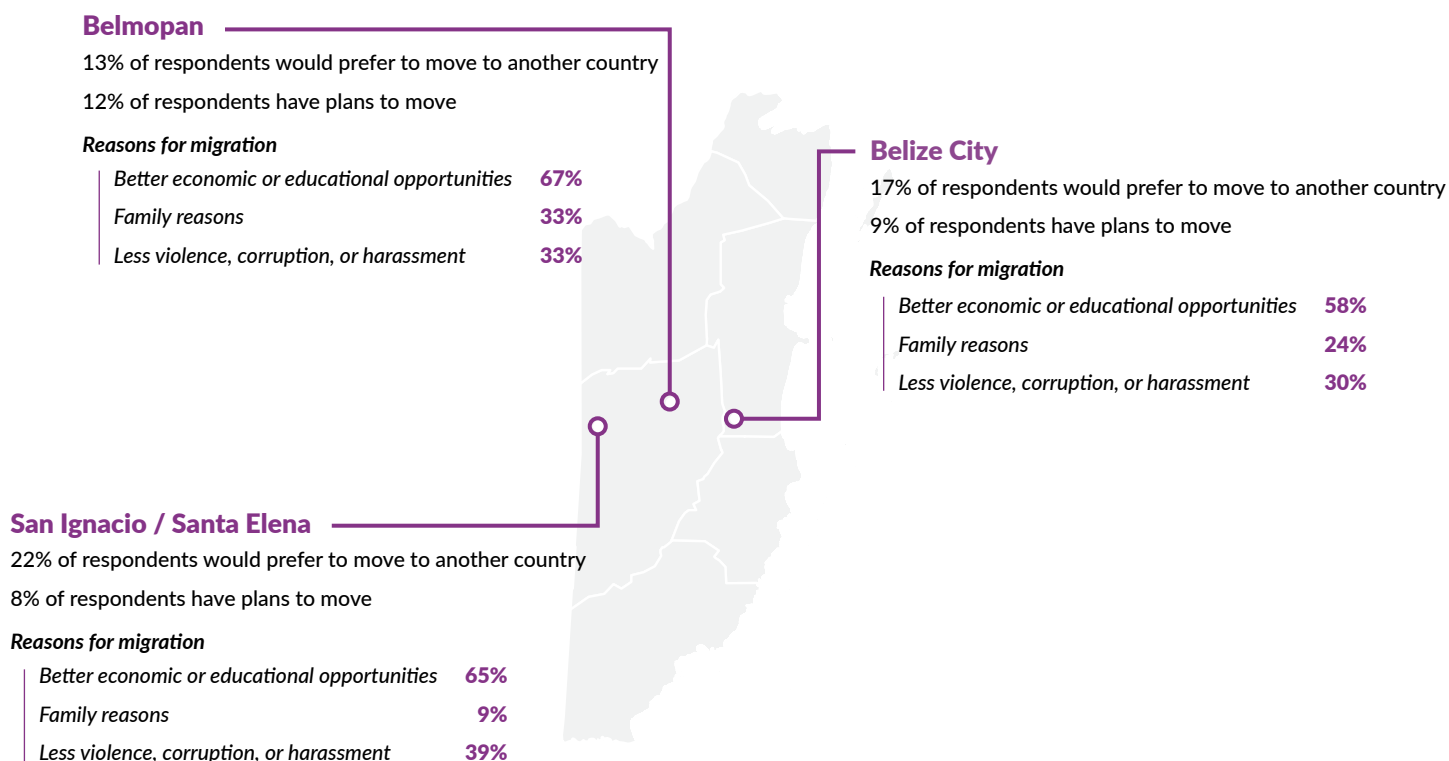 Belmopan
13% of respondents would prefer to move to another country
12% of respondents have plans to move
Reasons for migration
Better economic or educational opportunities 67%
Family reasons 33%
Less violence, corruption, or harassment 33%
Belize City
17% of respondents would prefer to move to another country
9% of respondents have plans to move
Reasons for migration
Better economic or educational opportunities 58%
Family reasons 24%
Less violence, corruption, or harassment 30%
San Ignacio / Santa Elena
22% of respondents would prefer to move to another country
8% of respondents have plans to move
Reasons for migration
Better economic or educational opportunities 65%
Family reasons 9%
Less violence, corruption, or harassment 39%